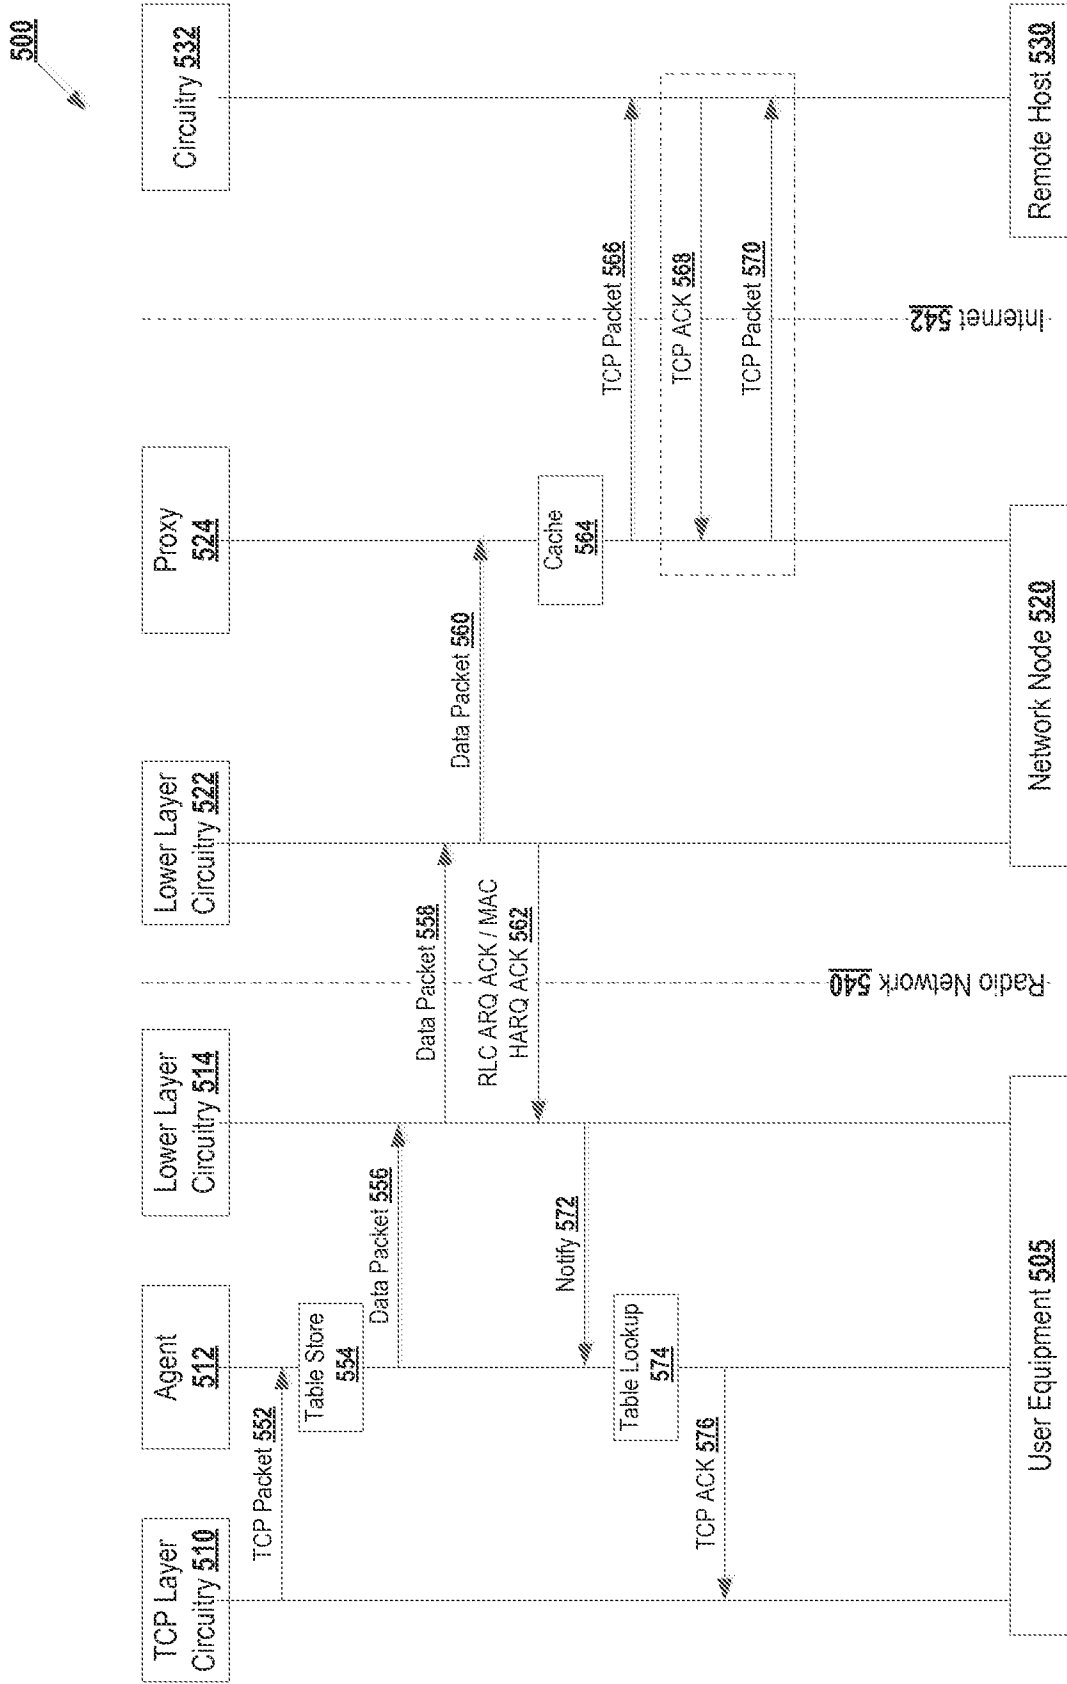 500
TCP Layer
Circuitry 510
Agent
512
Lower Layer
Circuitry 514
Lower Layer
Circuitry 522
Proxy
524
Circuitry 532
TCP Packet 552
Table Store
554
Data Packet 556
Data Packet 558
Data Packet 560
RLC ARQ ACK / MAC
HARQ ACK 562
Cache
564
Notify 572
TCP Packet 566
Table Lookup
574
TCP ACK 568
TCP ACK 576
TCP Packet 570
Radio Network 540
Internet 542
User Equipment 505
Network Node 520
Remote Host 530